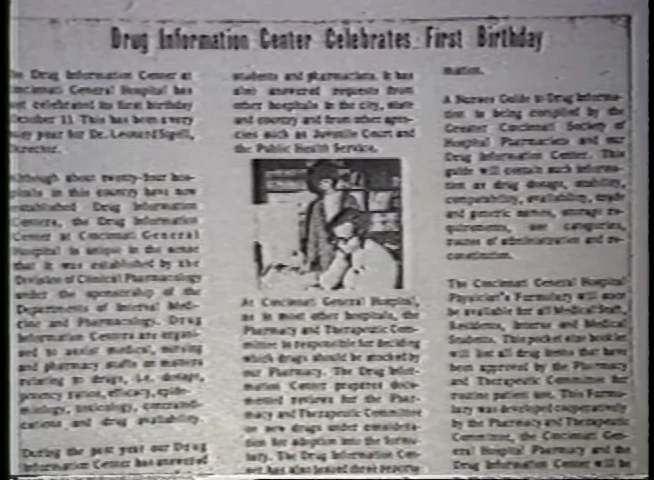 Drug Information Center Celebrates First Birthday
Drug Information Center at
Cincinnati General Hospital has
celebrated its first birthday
October 13. This has been a very
year for Dr. Leonard Sigell,
Director.
Although about twenty-four hos-
pitals in this country have now
established Drug Information
Centers, the Drug Information
Center at Cincinnati General
Hospital is unique in the sense
that it was established by the
Division of Clinical Pharmacology
under the sponsorship of the
Departments of Internal Medi-
cine and Pharmacology. Drug
Information Centers are organi-
zed to assist medical, nursing
and pharmacy staffs on matters
relating to drugs, i.e. dosage,
potency ratios, efficacy, epide-
miology, toxicology, contraindi-
cations and drug availability.
During the past year our Drug
Information Center has answered
students and pharmacists. It has
also answered requests from
other hospitals in the city, state
and country and from other agen-
cies such as Juvenile Court and
the Public Health Service.
At Cincinnati General Hospital,
as in most other hospitals, the
Pharmacy and Therapeutic Com-
mittee is responsible for deciding
which drugs should be stocked by
our Pharmacy. The Drug Infor-
mation Center prepares docu-
mented reviews for the Phar-
macy and Therapeutic Committee
on new drugs under considera-
tion for adoption into the formu-
lary. The Drug Information Cen-
ter has also issued three reports
mation.
A Nurses Guide to Drug Informa-
tion is being compiled by the
Greater Cincinnati Society of
Hospital Pharmacists and our
Drug Information Center. This
guide will contain such informa-
tion as drug dosage, stability,
compatability, availability, trade
and generic names, storage re-
quirements, use categories,
routes of administration and re-
constitution.
The Cincinnati General Hospital
Physician's Formulary will soon
be available for all Medical Staff,
Residents, Interns and Medical
Students. This pocket size booklet
will list all drug items that have
been approved by the Pharmacy
and Therapeutic Committee for
routine patient use. This Formu-
lary was developed cooperatively
by the Pharmacy and Therapeutic
Committee, the Cincinnati Gen-
eral Hospital Pharmacy and the
Drug Information Center will be